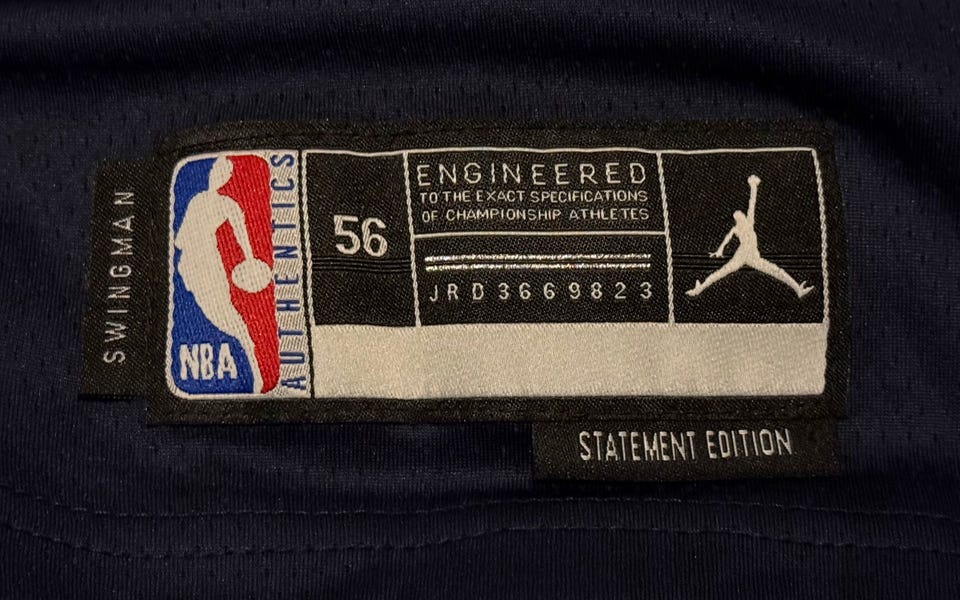 SWINGMAN
NBA
AUTHENTICS
56
ENGINEERED
TO THE EXACT SPECIFICATIONS
OF CHAMPIONSHIP ATHLETES
JRD3669823
STATEMENT EDITION